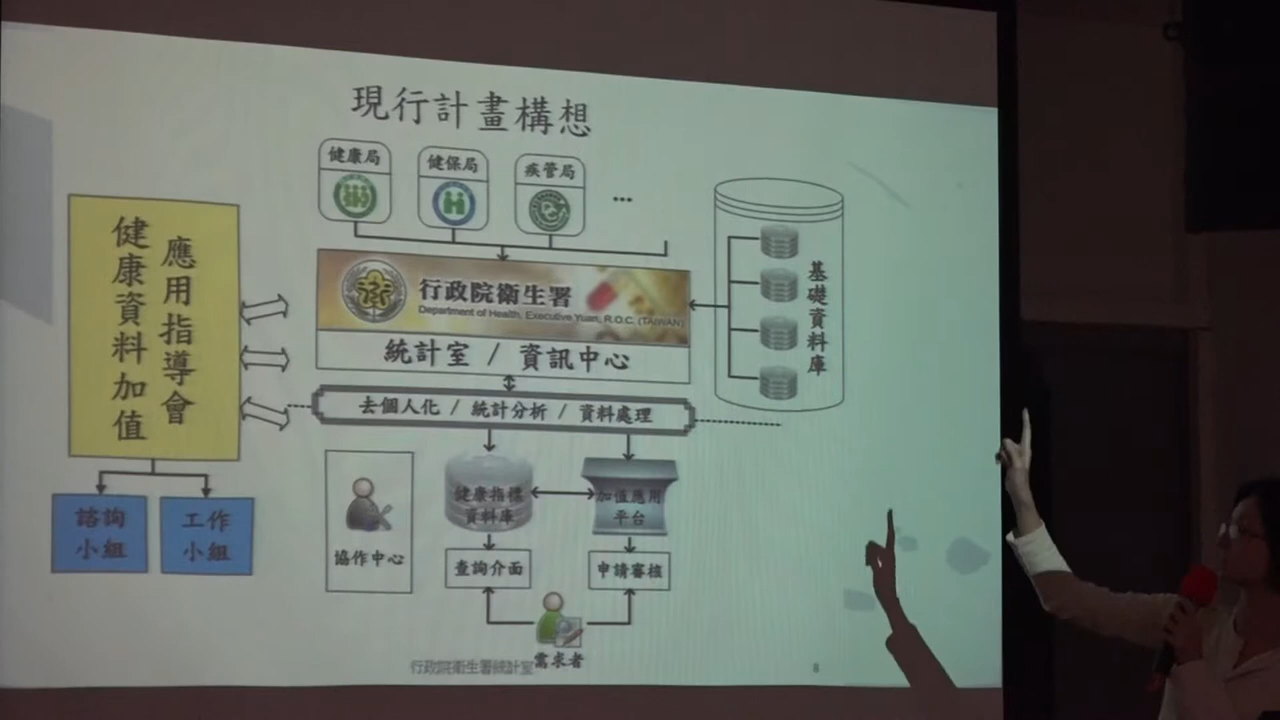 現行計畫構想
健康局
健保局
疾管局
...
健康資料加值
應用指導會
行政院衛生署
Department of Health, Executive Yuan, R.O.C. (TAIWAN)
統計室 / 資訊中心
基礎資料庫
去個人化 / 統計分析 / 資料處理
諮詢
小組
工作
小組
協作中心
健康指標
資料庫
加值應用
平台
查詢介面
申請審核
需求者
行政院衛生署統計室
8